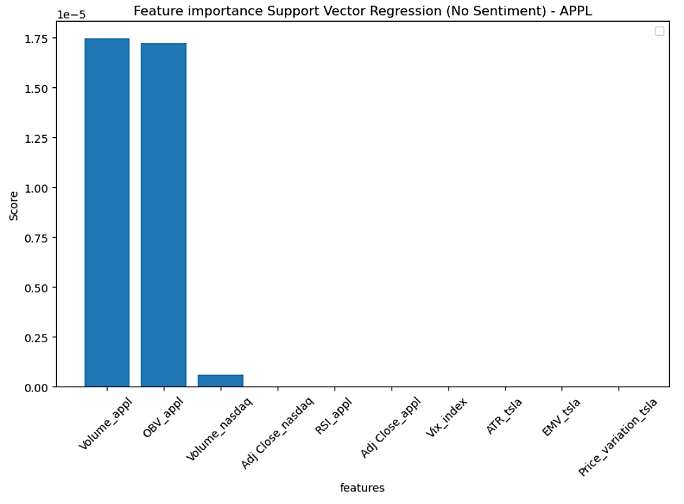 Feature importance Support Vector Regression (No Sentiment) - APPL
1e−5
1.75
1.50
1.25
1.00
0.75
0.50
0.25
0.00
Score
Volume_appl
OBV_appl
Volume_nasdaq
Adj Close_nasdaq
RSI_appl
Adj Close_appl
Vix_index
ATR_tsla
EMV_tsla
Price_variation_tsla
features